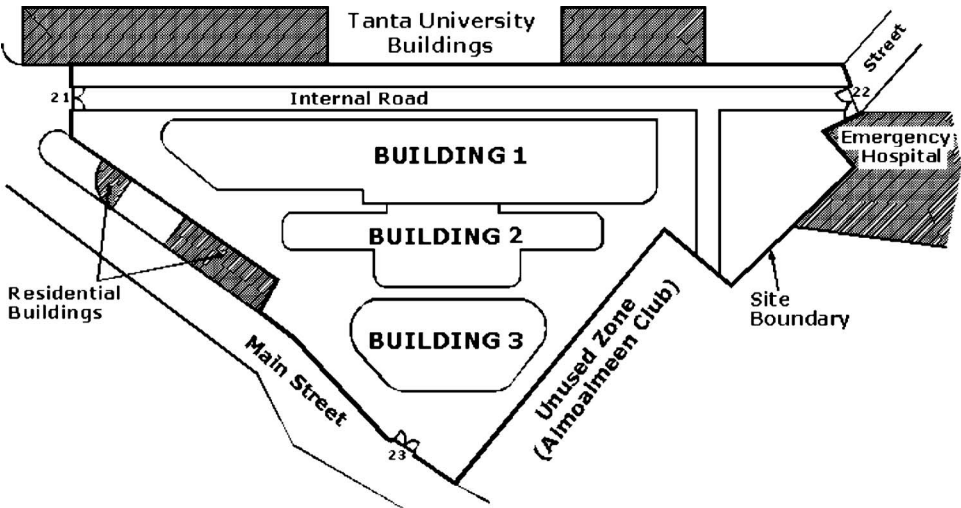 Tanta University
Buildings
Street
21
Internal Road
22
Emergency
Hospital
BUILDING 1
BUILDING 2
Residential
Buildings
Site
Boundary
BUILDING 3
Unused Zone
(Almoalmeen Club)
Main Street
23